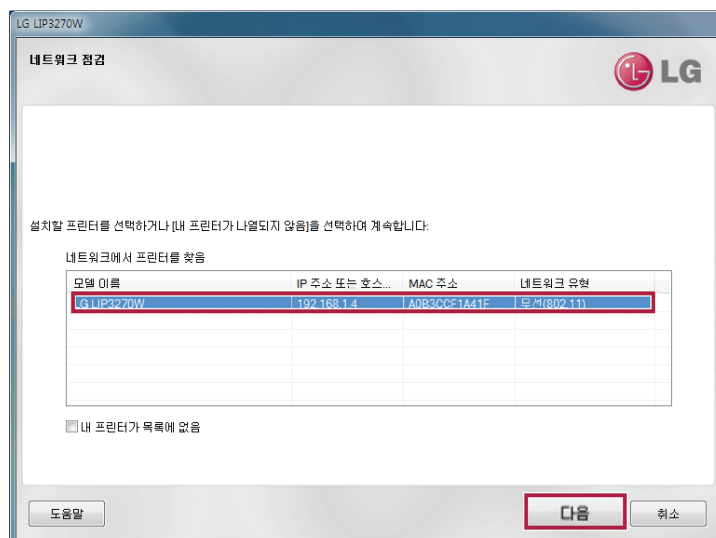 LG LIP3270W
네트워크 점검
LG
설치할 프린터를 선택하거나 [내 프린터가 나열되지 않음]을 선택하여 계속합니다:
네트워크에서 프린터를 찾음
모델 이름 IP 주소 또는 호스... MAC 주소 네트워크 유형
LG LIP3270W 192.168.1.4 A0B3CCF1A41F 무선(802.11)
내 프린터가 목록에 없음
도움말 다음 취소